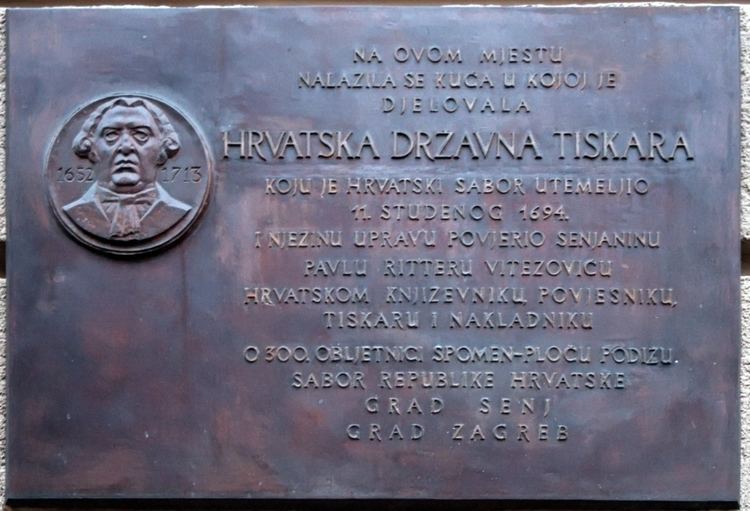 1652 1713
NA OVOM MJESTU
NALAZILA SE KUĆA U KOJOJ JE
DJELOVALA
HRVATSKA DRŽAVNA TISKARA
KOJU JE HRVATSKI SABOR UTEMELJIO
11. STUDENOG 1694.
I NJEZINU UPRAVU POVJERIO SENJANINU
PAVLU RITTERU VITEZOVIĆU
HRVATSKOM KNJIŽEVNIKU, POVJESNIKU,
TISKARU I NAKLADNIKU
O 300. OBLJETNICI SPOMEN-PLOČU PODIŽU:
SABOR REPUBLIKE HRVATSKE
GRAD SENJ
GRAD ZAGREB